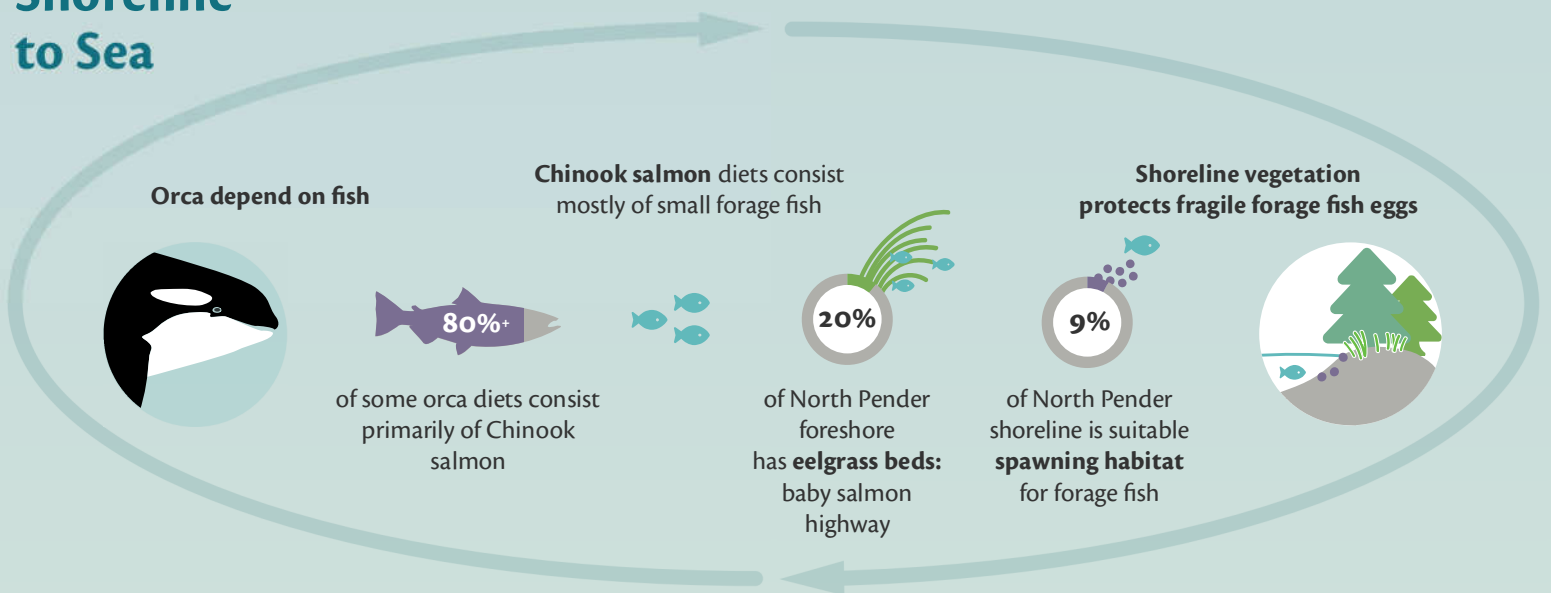 Shoreline
to Sea
Orca depend on fish
80%+
of some orca diets consist
primarily of Chinook
salmon
Chinook salmon diets consist
mostly of small forage fish
20%
of North Pender
foreshore
has eelgrass beds:
baby salmon
highway
9%
of North Pender
shoreline is suitable
spawning habitat
for forage fish
Shoreline vegetation
protects fragile forage fish eggs